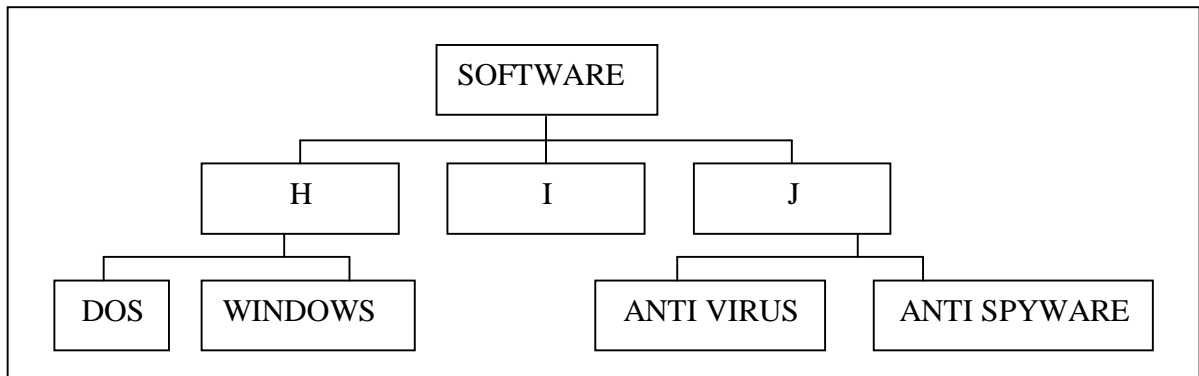 SOFTWARE
H
I
J
DOS
WINDOWS
ANTI VIRUS
ANTI SPYWARE